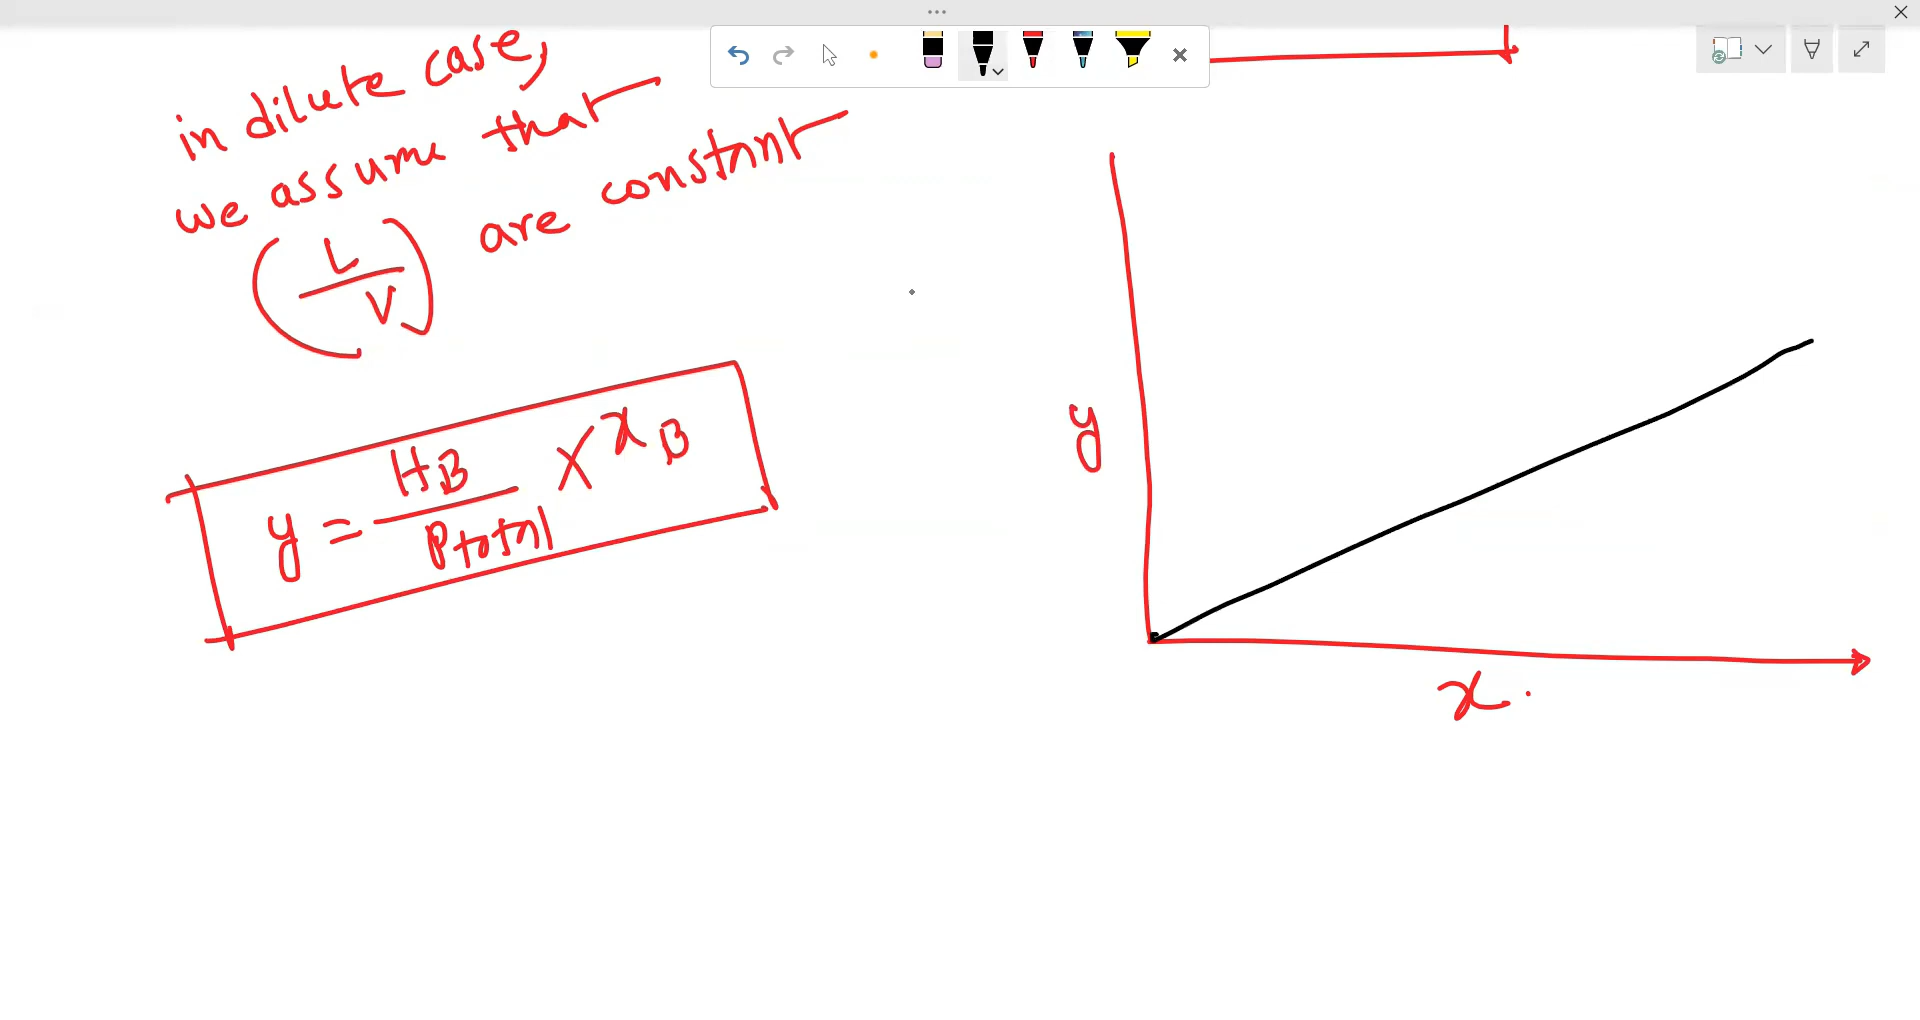 in dilute case,
we assume that
(L/V) are constant
y = HB/Ptotal × xB
y
x.